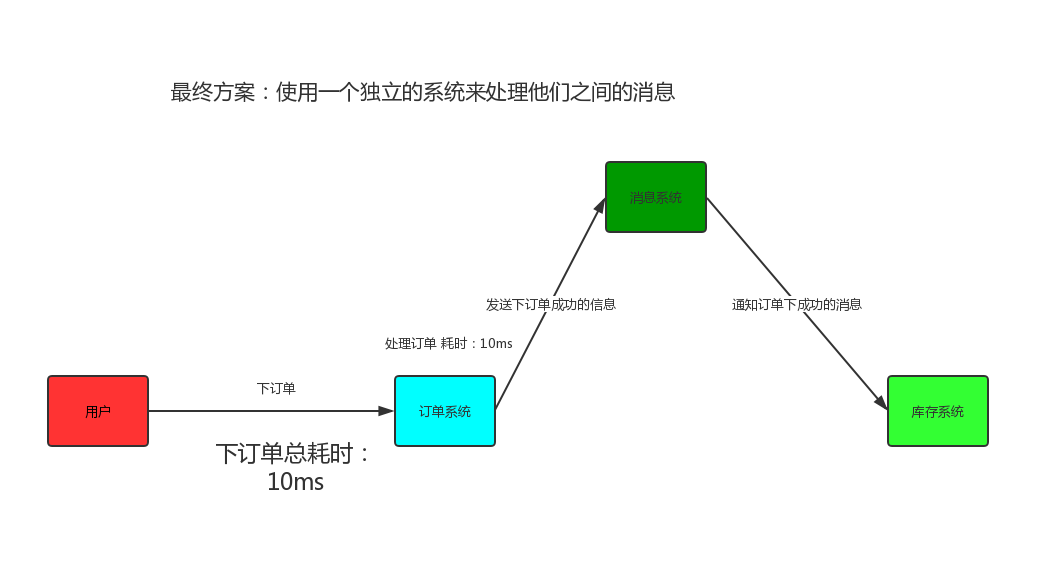 最终方案：使用一个独立的系统来处理他们之间的消息
消息系统
发送下订单成功的信息
通知订单下成功的消息
处理订单 耗时：10ms
下订单
用户
订单系统
库存系统
下订单总耗时：
10ms